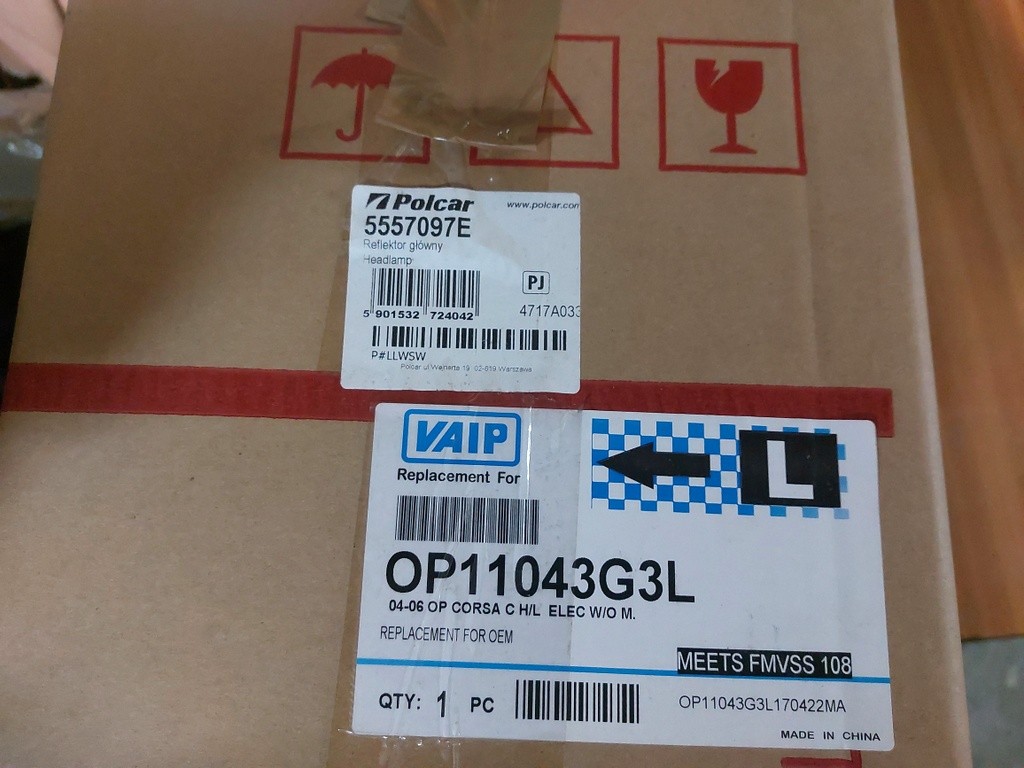 Polcar
www.polcar.com
5557097E
Reflektor główny
Headlamp
PJ
5 901532 724042
4717A033
P#LLWSW
Polcar ul.Wełnarta 19, 02-619 Warszawa
VAIP
Replacement For
L
OP11043G3L
04-06 OP CORSA C H/L ELEC W/O M.
REPLACEMENT FOR OEM
MEETS FMVSS 108
QTY: 1 PC
OP11043G3L170422MA
MADE IN CHINA